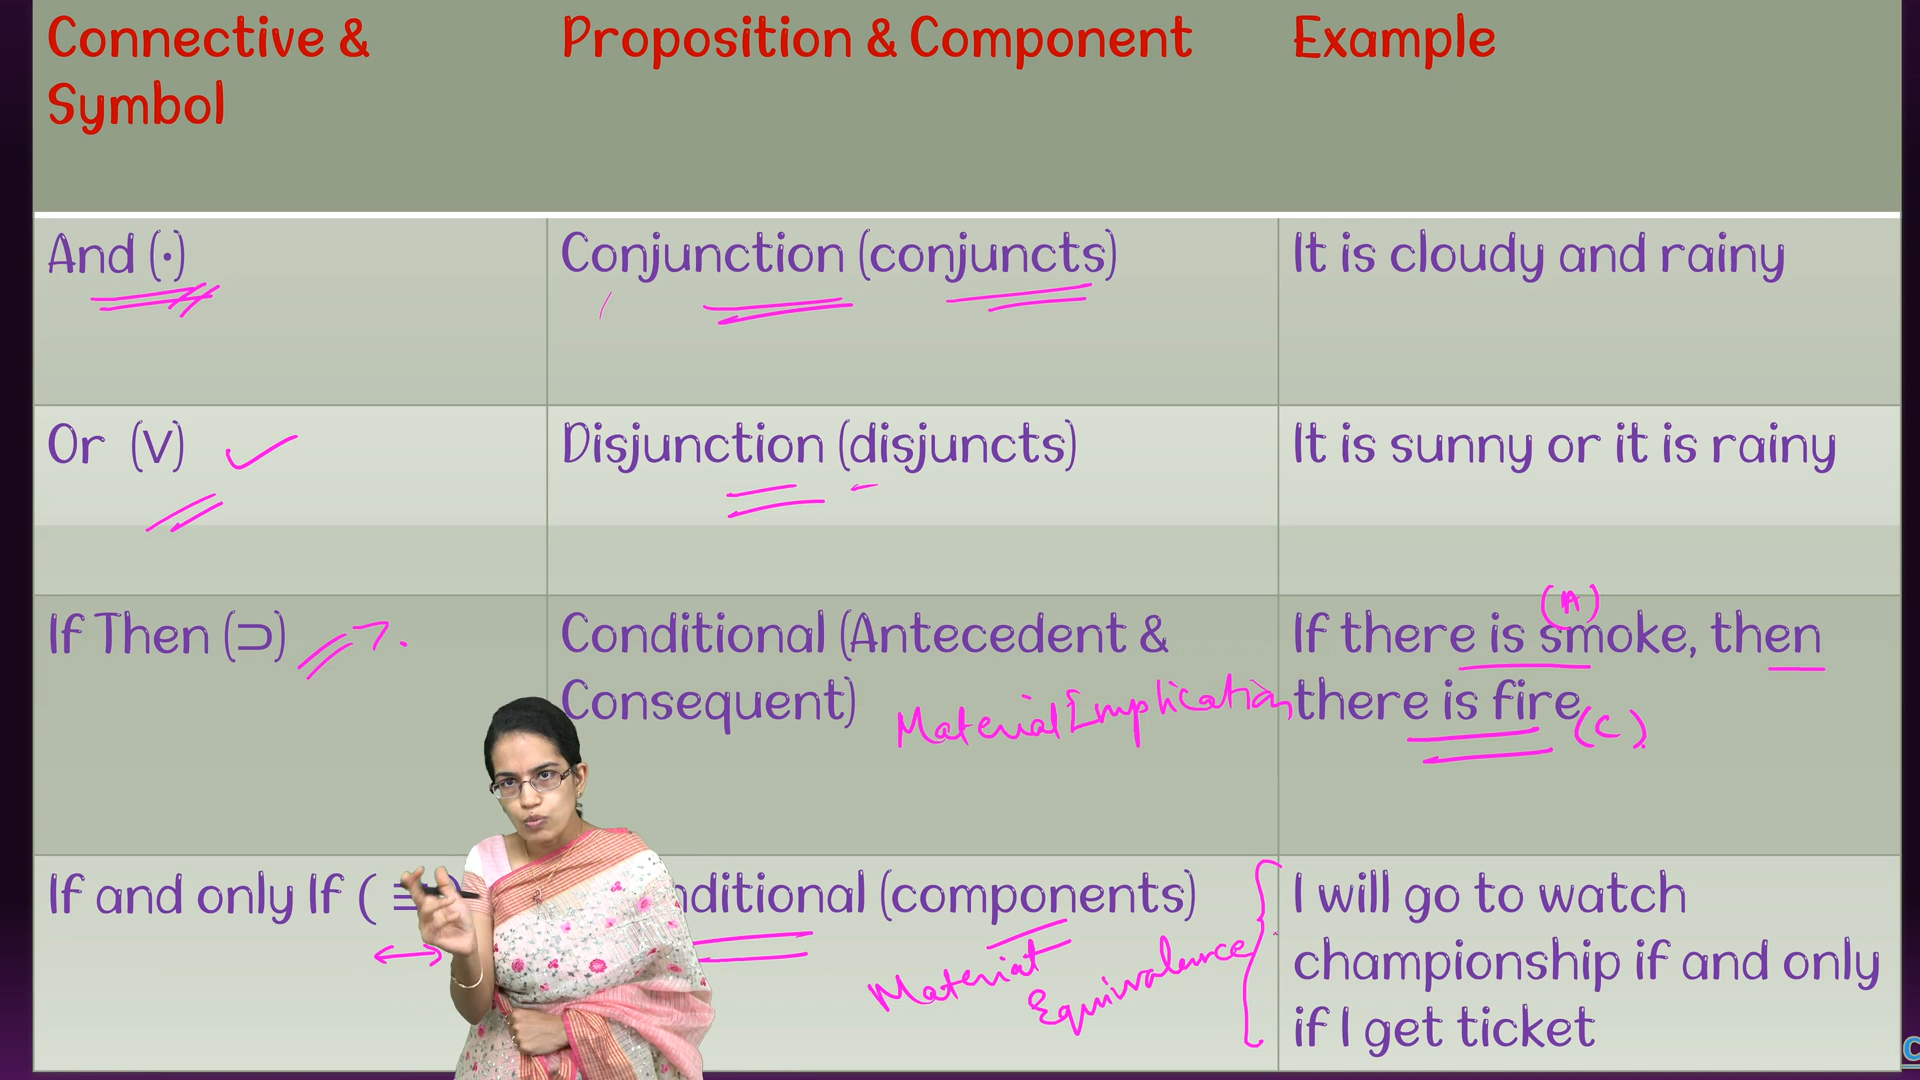 Connective &
Symbol
Proposition & Component
Example
And (·)
Conjunction (conjuncts)
It is cloudy and rainy
Or (V)
Disjunction (disjuncts)
It is sunny or it is rainy
If Then (⊃)
Conditional (Antecedent &
Consequent)
Material Implication
(A)
If there is smoke, then
there is fire
(C)
If and only If ( ≡ )
nditional (components)
Material
Equivalence
I will go to watch
championship if and only
if I get ticket